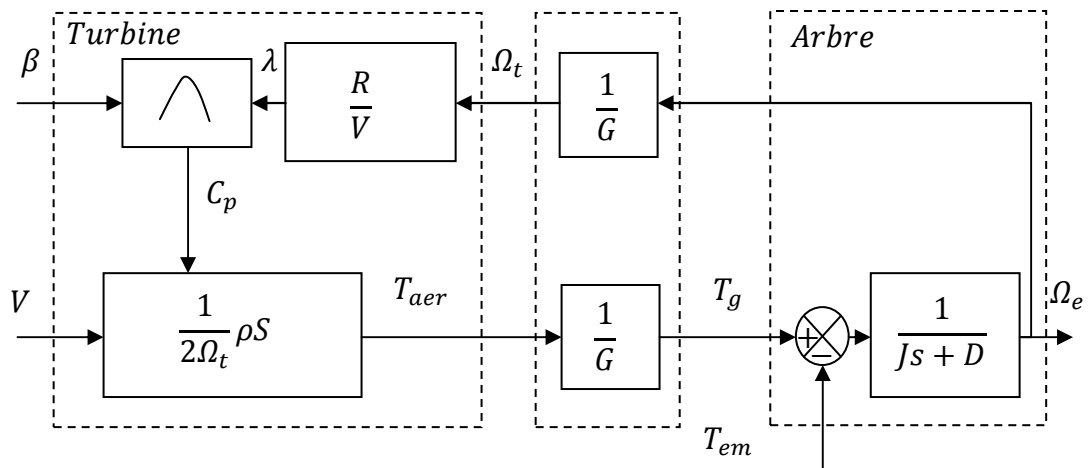 Turbine
Arbre
β
λ
R/V
Ω_t
1/G
C_p
V
1/(2Ω_t) ρS
T_aer
1/G
T_g
+
−
1/(Js + D)
Ω_e
T_em